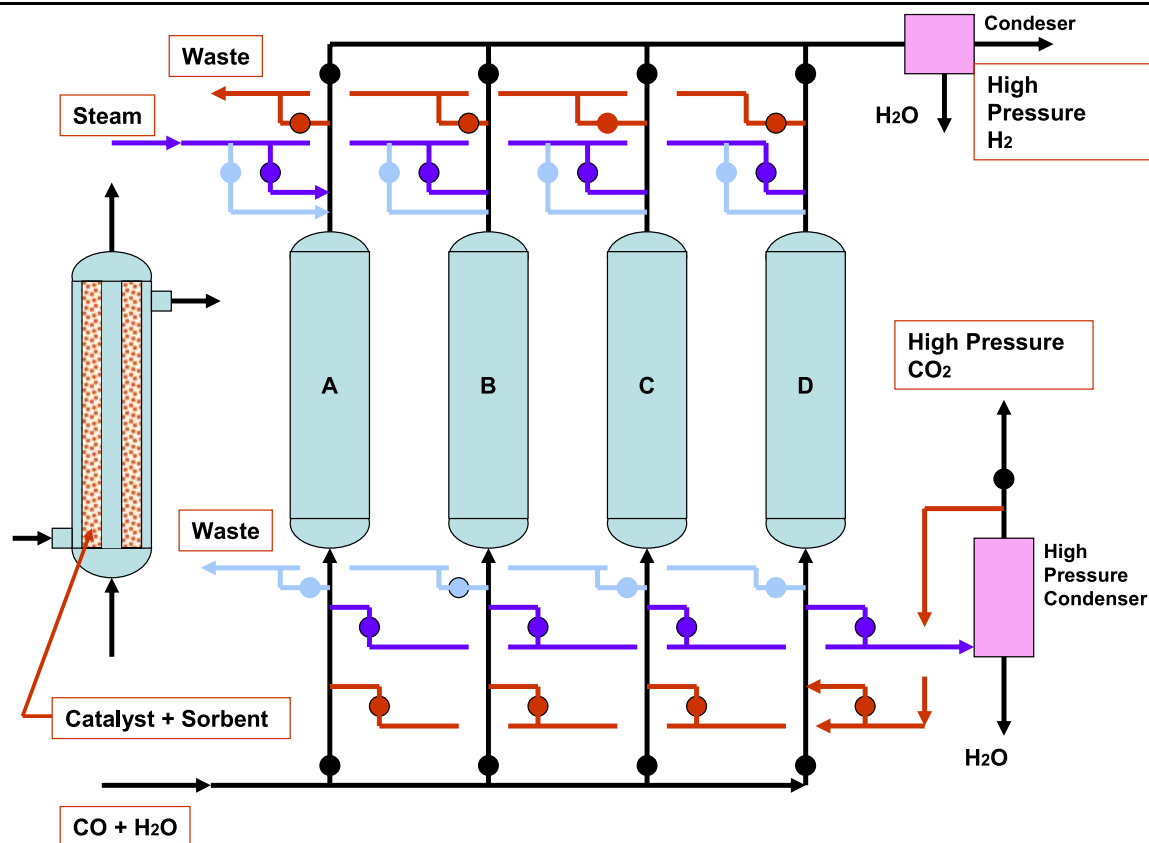 Condeser
Waste
High
Pressure
H2
Steam
H2O
A
B
C
D
High Pressure
CO2
Waste
High
Pressure
Condenser
Catalyst + Sorbent
H2O
CO + H2O